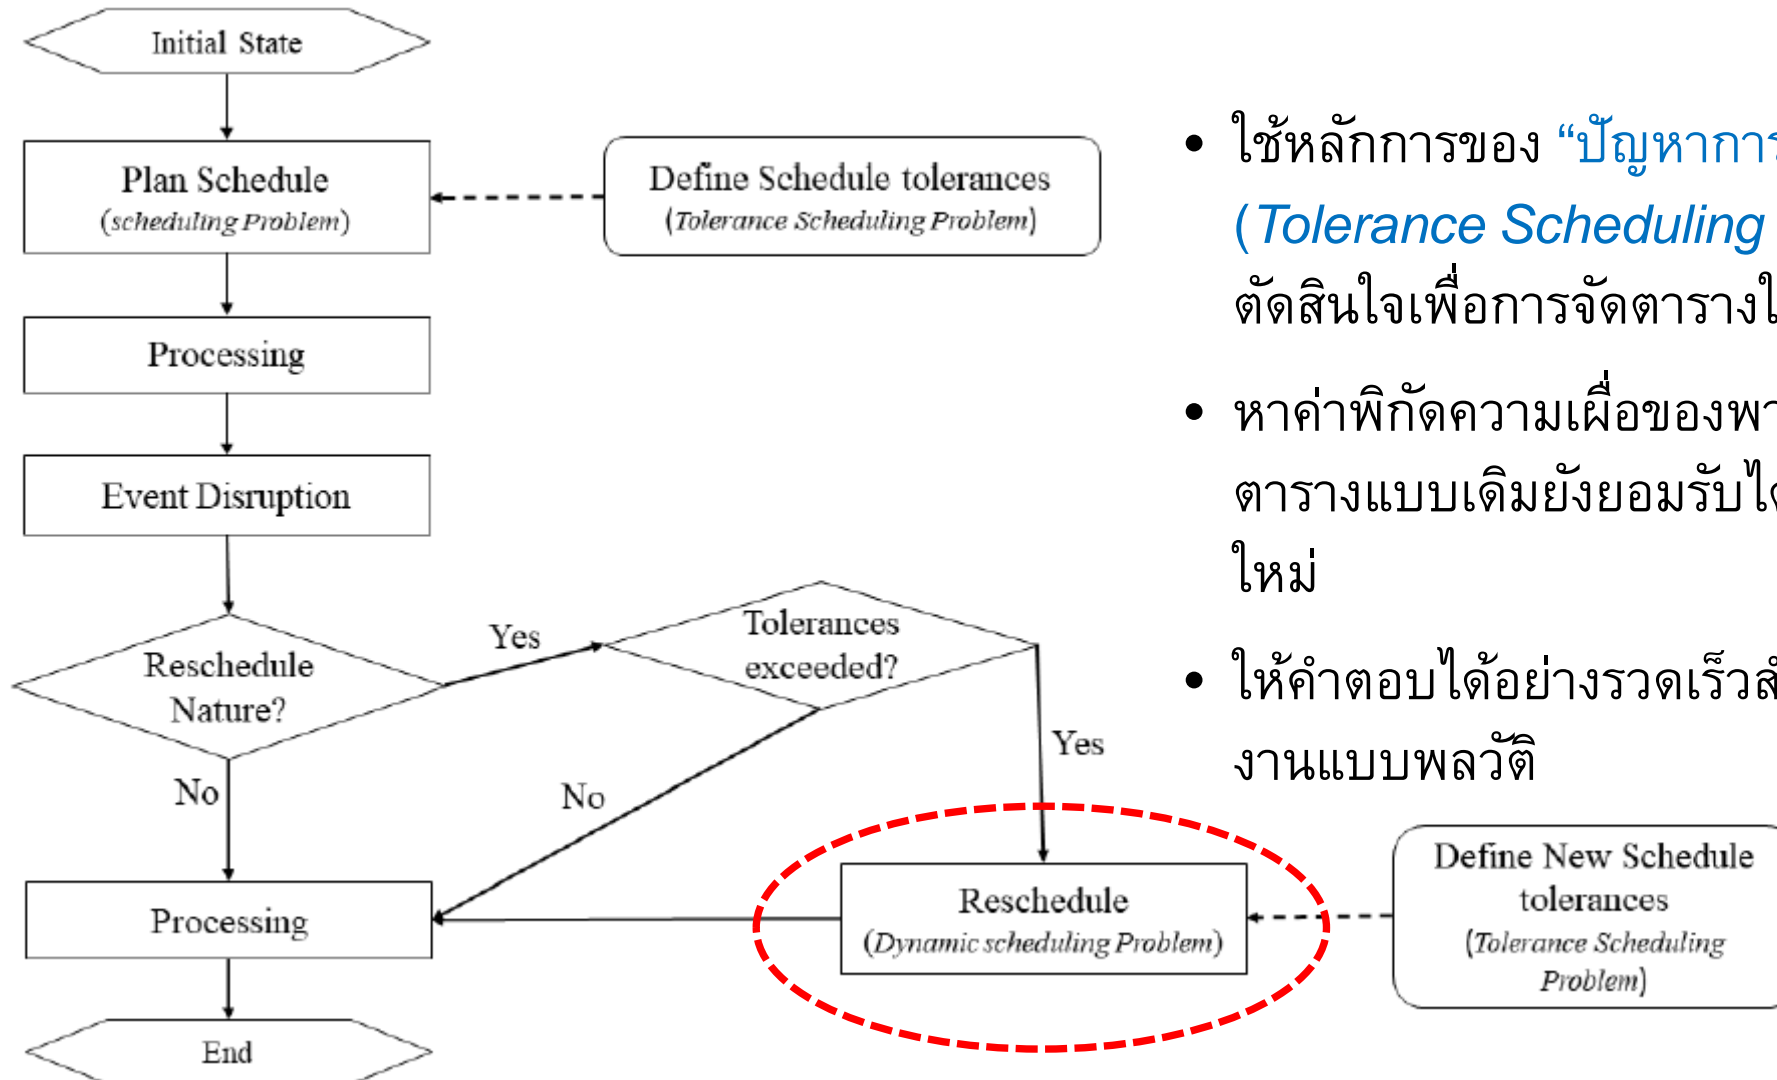 Initial State
Plan Schedule
(scheduling Problem)
Define Schedule tolerances
(Tolerance Scheduling Problem)
Processing
Event Disruption
Reschedule
Nature?
Yes
Tolerances
exceeded?
No
No
Yes
Processing
Reschedule
(Dynamic scheduling Problem)
Define New Schedule
tolerances
(Tolerance Scheduling
Problem)
End
• ใช้หลักการของ “ปัญหาการ
(Tolerance Scheduling
ตัดสินใจเพื่อการจัดตาราง
• หาค่าพิกัดความเผื่อของ
ตารางแบบเดิมยังยอมรับ
ใหม่
• ให้คำตอบได้อย่างรวดเร็ว
งานแบบพลวัติ